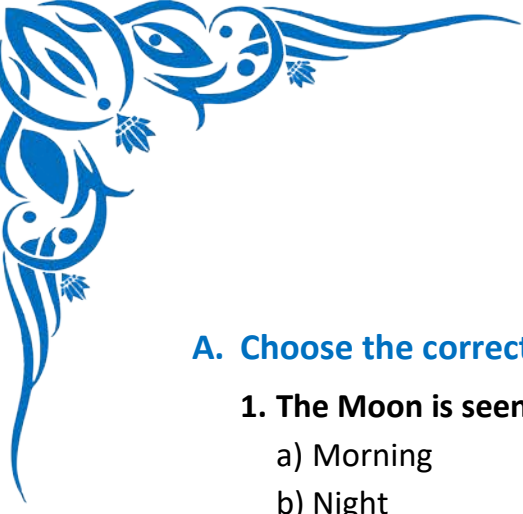 A. Choose the correct
1. The Moon is seen
a) Morning
b) Night